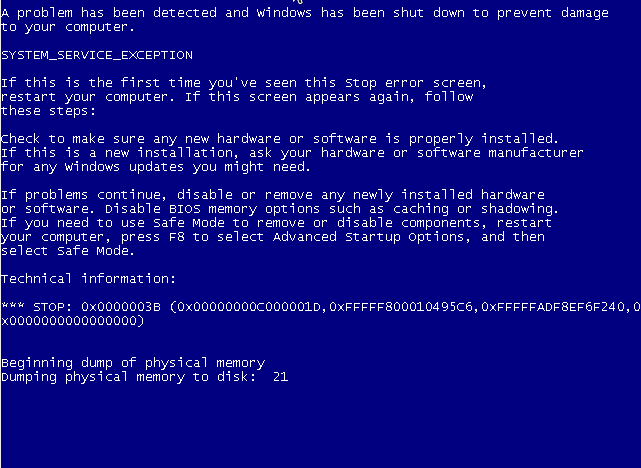 A problem has been detected and Windows has been shut down to prevent damage
to your computer.
SYSTEM_SERVICE_EXCEPTION
If this is the first time you've seen this Stop error screen,
restart your computer. If this screen appears again, follow
these steps:
Check to make sure any new hardware or software is properly installed.
If this is a new installation, ask your hardware or software manufacturer
for any Windows updates you might need.
If problems continue, disable or remove any newly installed hardware
or software. Disable BIOS memory options such as caching or shadowing.
If you need to use Safe Mode to remove or disable components, restart
your computer, press F8 to select Advanced Startup Options, and then
select Safe Mode.
Technical information:
*** STOP: 0x0000003B (0x00000000C000001D,0xFFFFF800010495C6,0xFFFFFADF8EF6F240,0
x0000000000000000)
Beginning dump of physical memory
Dumping physical memory to disk:  21